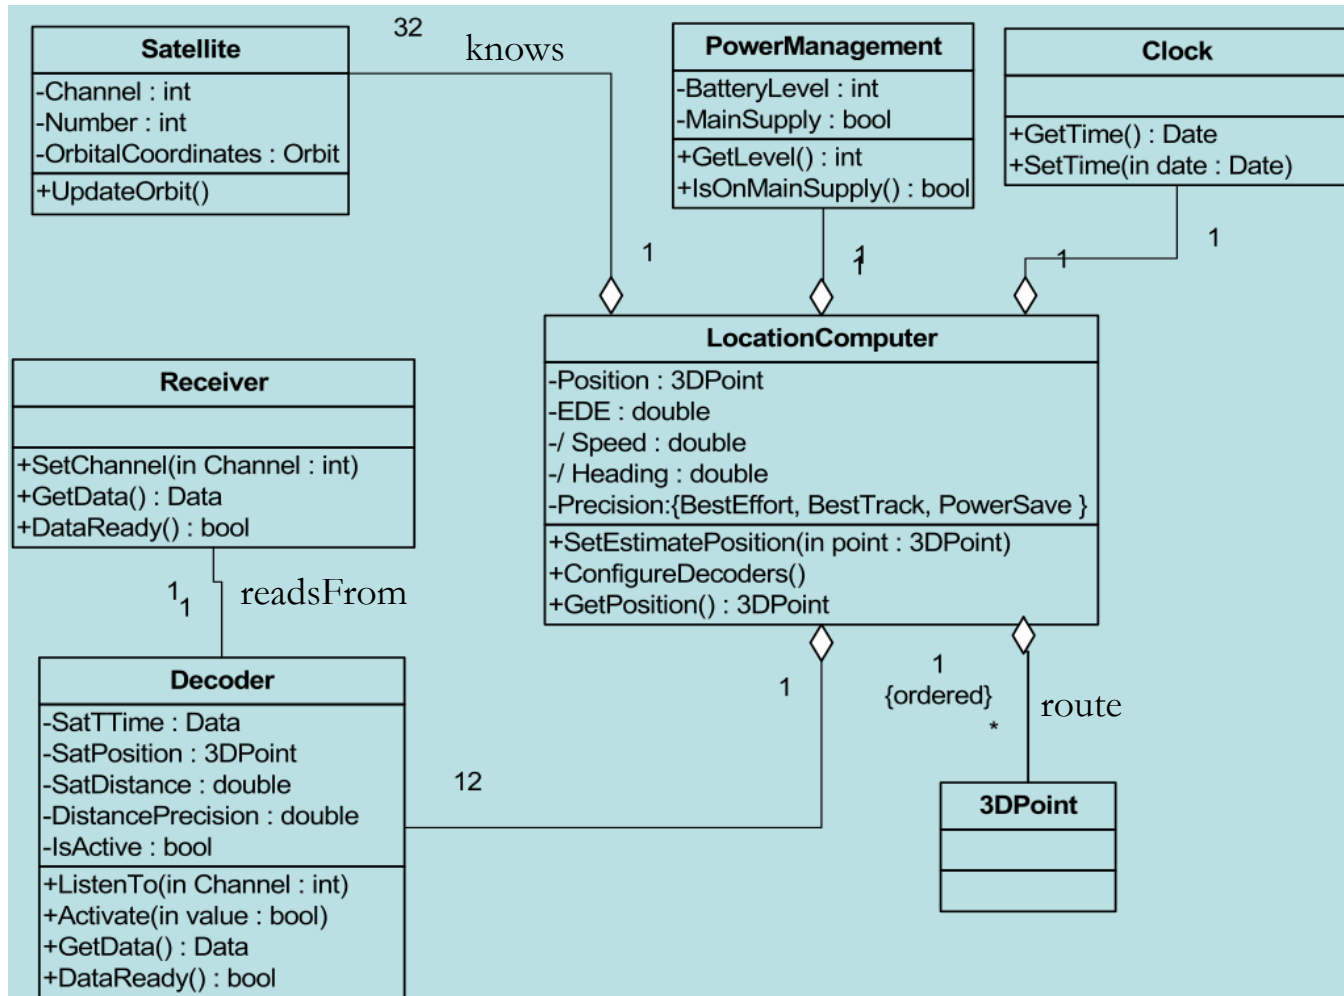 Satellite
-Channel : int
-Number : int
-OrbitalCoordinates : Orbit
+UpdateOrbit()
32
knows
1
PowerManagement
-BatteryLevel : int
-MainSupply : bool
+GetLevel() : int
+IsOnMainSupply() : bool
1
1
Clock
+GetTime() : Date
+SetTime(in date : Date)
1
1
LocationComputer
-Position : 3DPoint
-EDE : double
-/ Speed : double
-/ Heading : double
-Precision:{BestEffort, BestTrack, PowerSave }
+SetEstimatePosition(in point : 3DPoint)
+ConfigureDecoders()
+GetPosition() : 3DPoint
Receiver
+SetChannel(in Channel : int)
+GetData() : Data
+DataReady() : bool
1
1
readsFrom
Decoder
-SatTTime : Data
-SatPosition : 3DPoint
-SatDistance : double
-DistancePrecision : double
-IsActive : bool
+ListenTo(in Channel : int)
+Activate(in value : bool)
+GetData() : Data
+DataReady() : bool
12
1
1
{ordered}
*
route
3DPoint